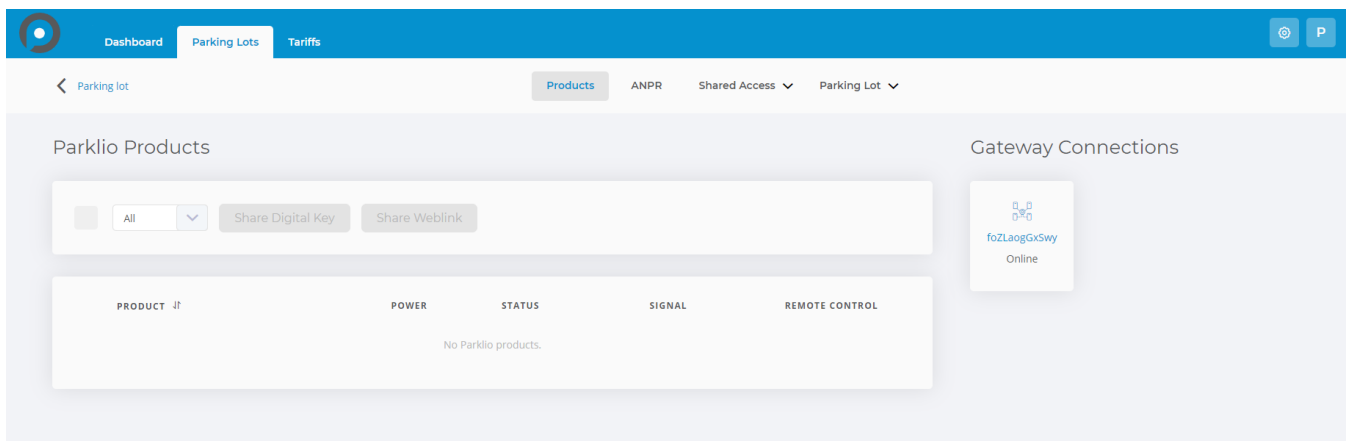 Dashboard Parking Lots Tariffs P
Parking lot Products ANPR Shared Access Parking Lot
Parklio Products
All Share Digital Key Share Weblink
PRODUCT POWER STATUS SIGNAL REMOTE CONTROL
No Parklio products.
Gateway Connections
foZLaogGxSwy
Online